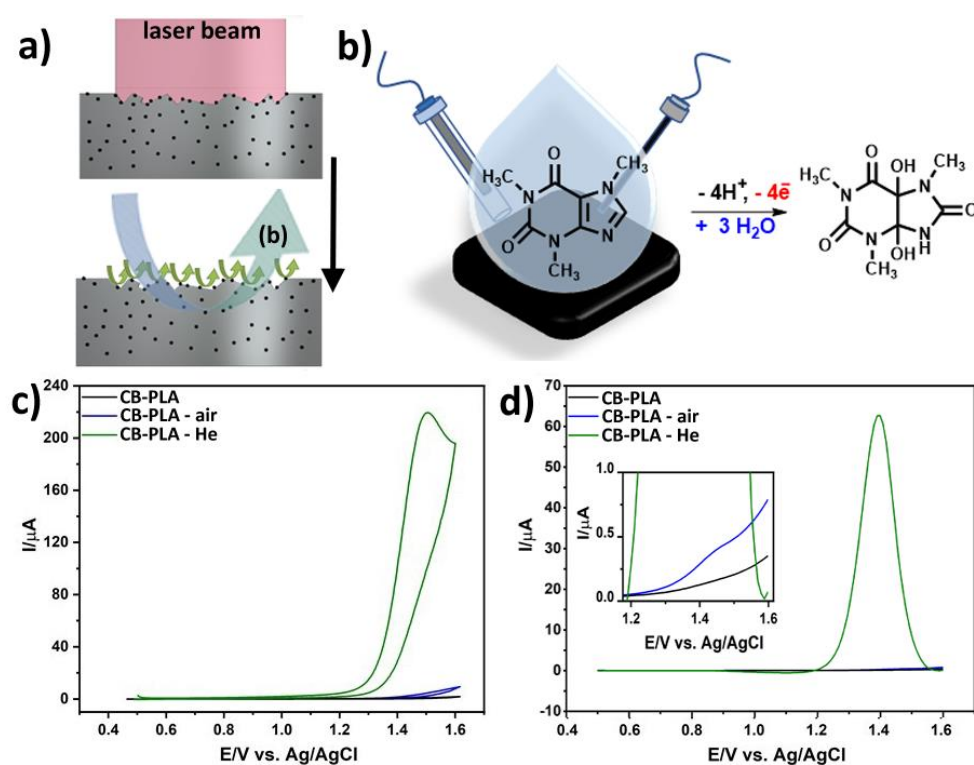 a)
laser beam
(b)
b)
O
CH₃
H₃C
N
N
O
N
N
CH₃
- 4H⁺, - 4ē
+ 3 H₂O
O
OH
CH₃
H₃C
N
N
O
O
N
N
OH
H
CH₃
c)
CB-PLA
CB-PLA - air
CB-PLA - He
I/µA
240
200
160
120
80
40
0
0.4 0.6 0.8 1.0 1.2 1.4 1.6
E/V vs. Ag/AgCl
d)
CB-PLA
CB-PLA - air
CB-PLA - He
I/µA
70
60
50
40
30
20
10
0
-10
0.4 0.6 0.8 1.0 1.2 1.4 1.6
E/V vs. Ag/AgCl
I/µA
1.0
0.5
0.0
1.2 1.4 1.6
E/V vs. Ag/AgCl